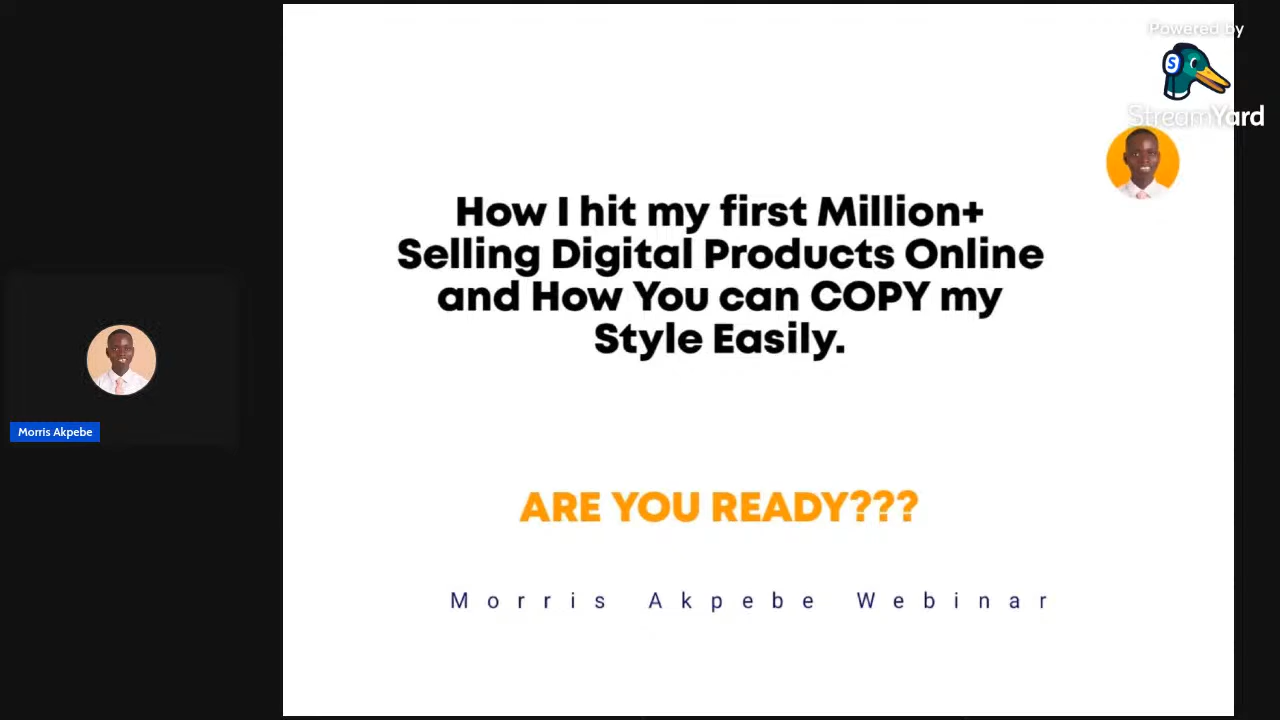 Powered by
StreamYard
How I hit my first Million+
Selling Digital Products Online
and How You can COPY my
Style Easily.
Morris Akpebe
ARE YOU READY???
Morris Akpebe Webinar